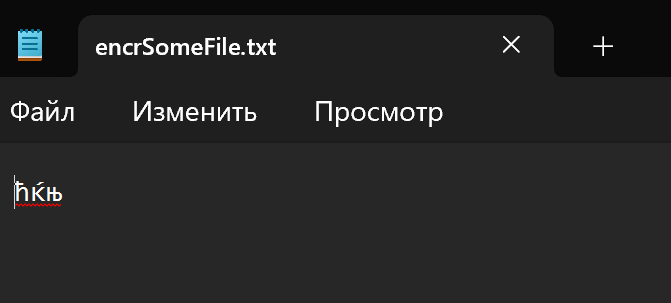 encrSomeFile.txt
Файл Изменить Просмотр
ћќњ